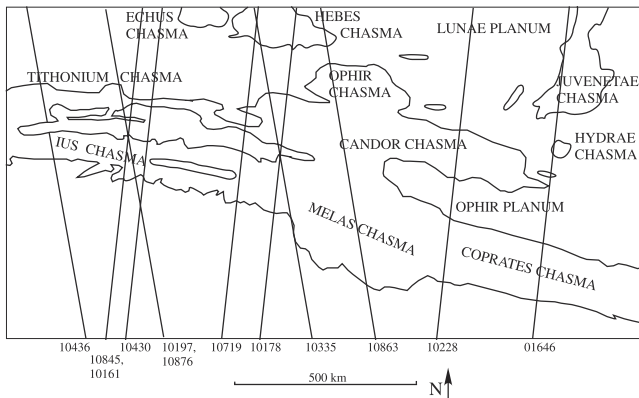 ECHUS
CHASMA
HEBES
CHASMA
LUNAE PLANUM
TITHONIUM CHASMA
OPHIR
CHASMA
JUVENETAE
CHASMA
IUS CHASMA
CANDOR CHASMA
HYDRAE
CHASMA
MELAS CHASMA
OPHIR PLANUM
COPRATES CHASMA
10436
10845,
10161
10430
10197,
10876
10719
10178
10335
10863
10228
01646
500 km
N